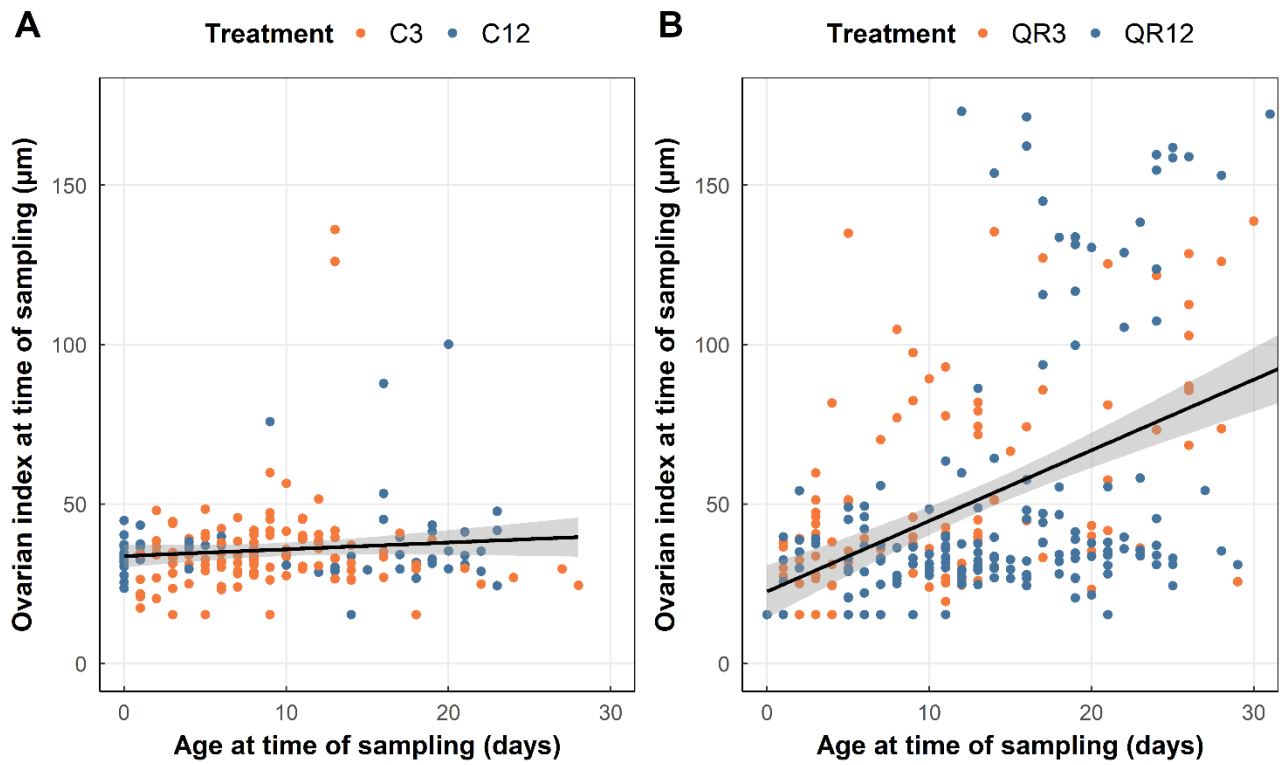 A
Treatment C3 C12
Ovarian index at time of sampling (µm)
150
100
50
0
0 10 20 30
Age at time of sampling (days)
B
Treatment QR3 QR12
Ovarian index at time of sampling (µm)
150
100
50
0
0 10 20 30
Age at time of sampling (days)